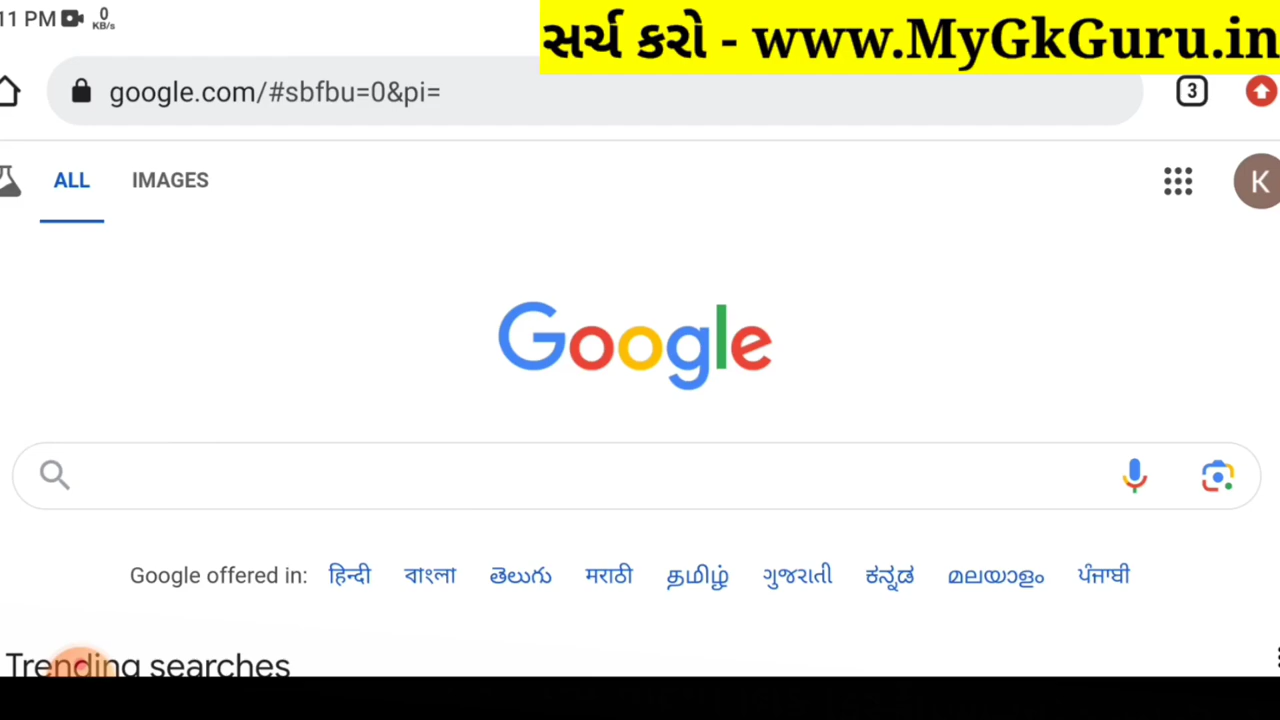 11 PM 0 KB/s
સર્ચ કરો - www.MyGkGuru.in
google.com/#sbfbu=0&pi=
3
ALL IMAGES
K
Google
Google offered in: हिन्दी বাংলা తెలుగు मराठी தமிழ் ગુજરાતી ಕನ್ನಡ മലയാളം ਪੰਜਾਬੀ
Trending searches